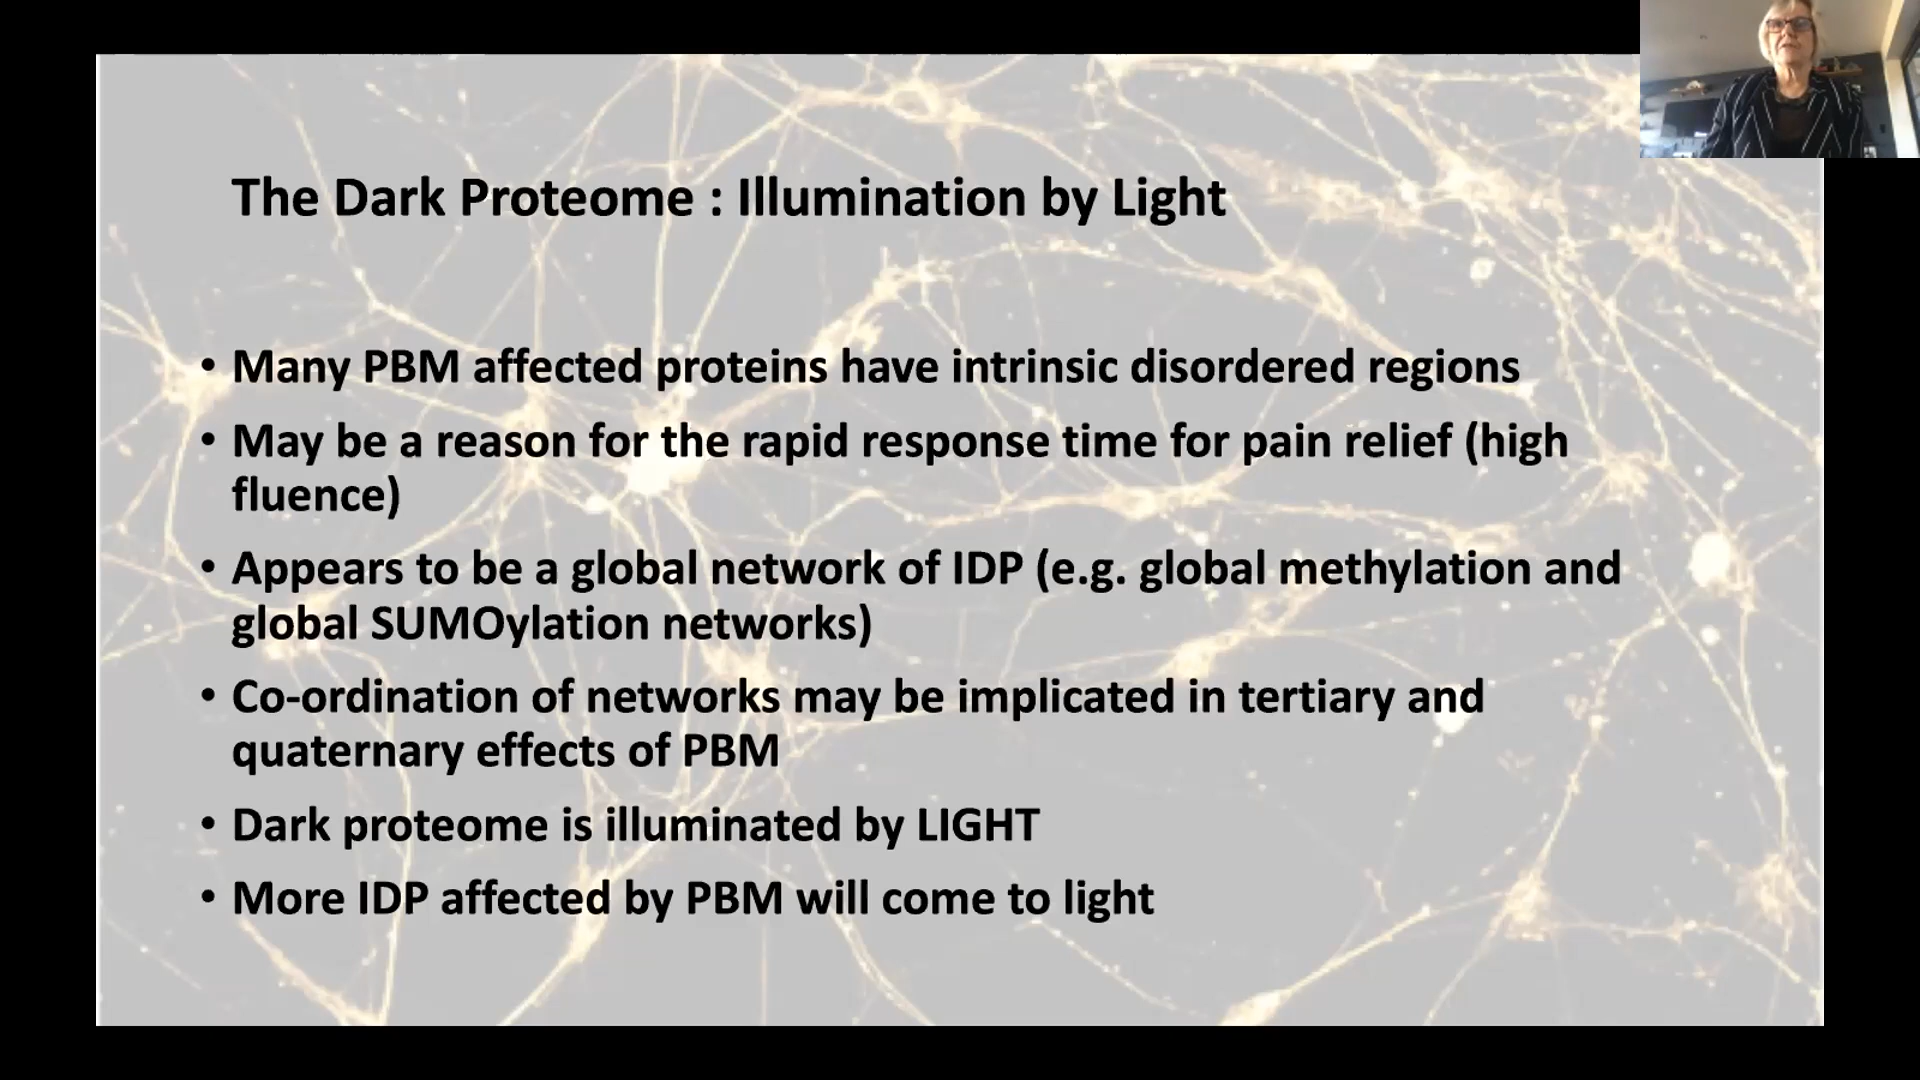 The Dark Proteome : Illumination by Light
• Many PBM affected proteins have intrinsic disordered regions
• May be a reason for the rapid response time for pain relief (high
fluence)
• Appears to be a global network of IDP (e.g. global methylation and
global SUMOylation networks)
• Co-ordination of networks may be implicated in tertiary and
quaternary effects of PBM
• Dark proteome is illuminated by LIGHT
• More IDP affected by PBM will come to light